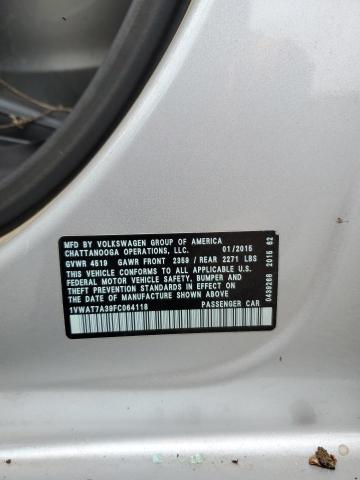 MFD BY VOLKSWAGEN GROUP OF AMERICA
CHATTANOOGA OPERATIONS, LLC. 01/2015
GVWR 4519 GAWR FRONT 2359 / REAR 2271 LBS
THIS VEHICLE CONFORMS TO ALL APPLICABLE U.S.
FEDERAL MOTOR VEHICLE SAFETY, BUMPER AND
THEFT PREVENTION STANDARDS IN EFFECT ON
THE DATE OF MANUFACTURE SHOWN ABOVE.
1VWAT7A39FC064118 PASSENGER CAR
0439268 2015 62